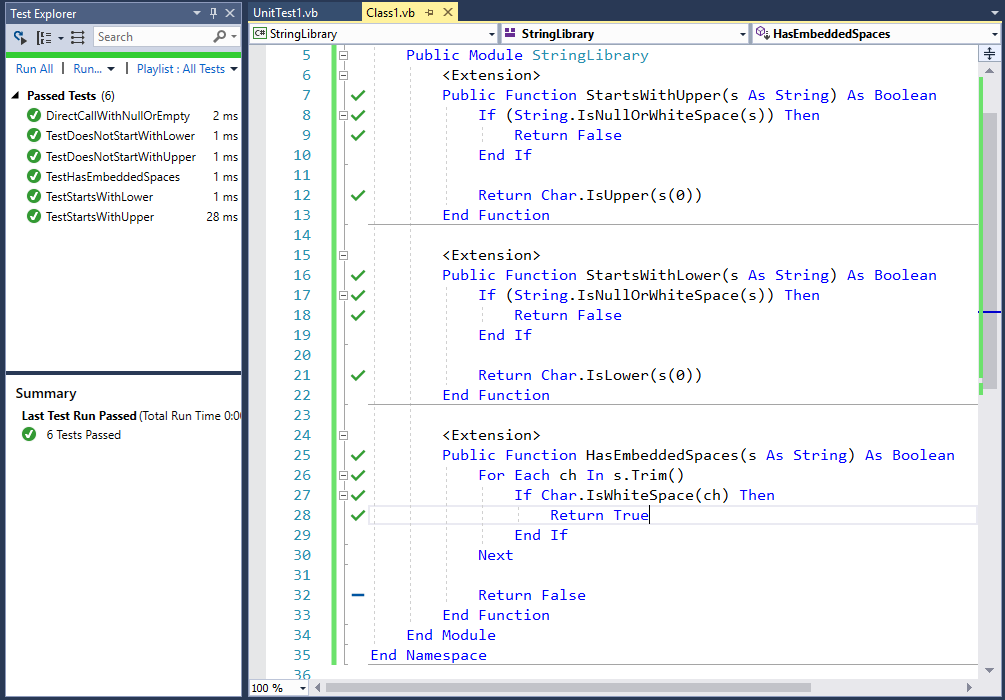 Test Explorer
Search
Run All | Run... | Playlist : All Tests
Passed Tests (6)
DirectCallWithNullOrEmpty 2 ms
TestDoesNotStartWithLower 1 ms
TestDoesNotStartWithUpper 1 ms
TestHasEmbeddedSpaces 1 ms
TestStartsWithLower 1 ms
TestStartsWithUpper 28 ms
Summary
Last Test Run Passed (Total Run Time 0:0
6 Tests Passed
UnitTest1.vb Class1.vb
C# StringLibrary StringLibrary HasEmbeddedSpaces
5 Public Module StringLibrary
6 <Extension>
7 Public Function StartsWithUpper(s As String) As Boolean
8 If (String.IsNullOrWhiteSpace(s)) Then
9 Return False
10 End If
11
12 Return Char.IsUpper(s(0))
13 End Function
14
15 <Extension>
16 Public Function StartsWithLower(s As String) As Boolean
17 If (String.IsNullOrWhiteSpace(s)) Then
18 Return False
19 End If
20
21 Return Char.IsLower(s(0))
22 End Function
23
24 <Extension>
25 Public Function HasEmbeddedSpaces(s As String) As Boolean
26 For Each ch In s.Trim()
27 If Char.IsWhiteSpace(ch) Then
28 Return True
29 End If
30 Next
31
32 Return False
33 End Function
34 End Module
35 End Namespace
36
100 %